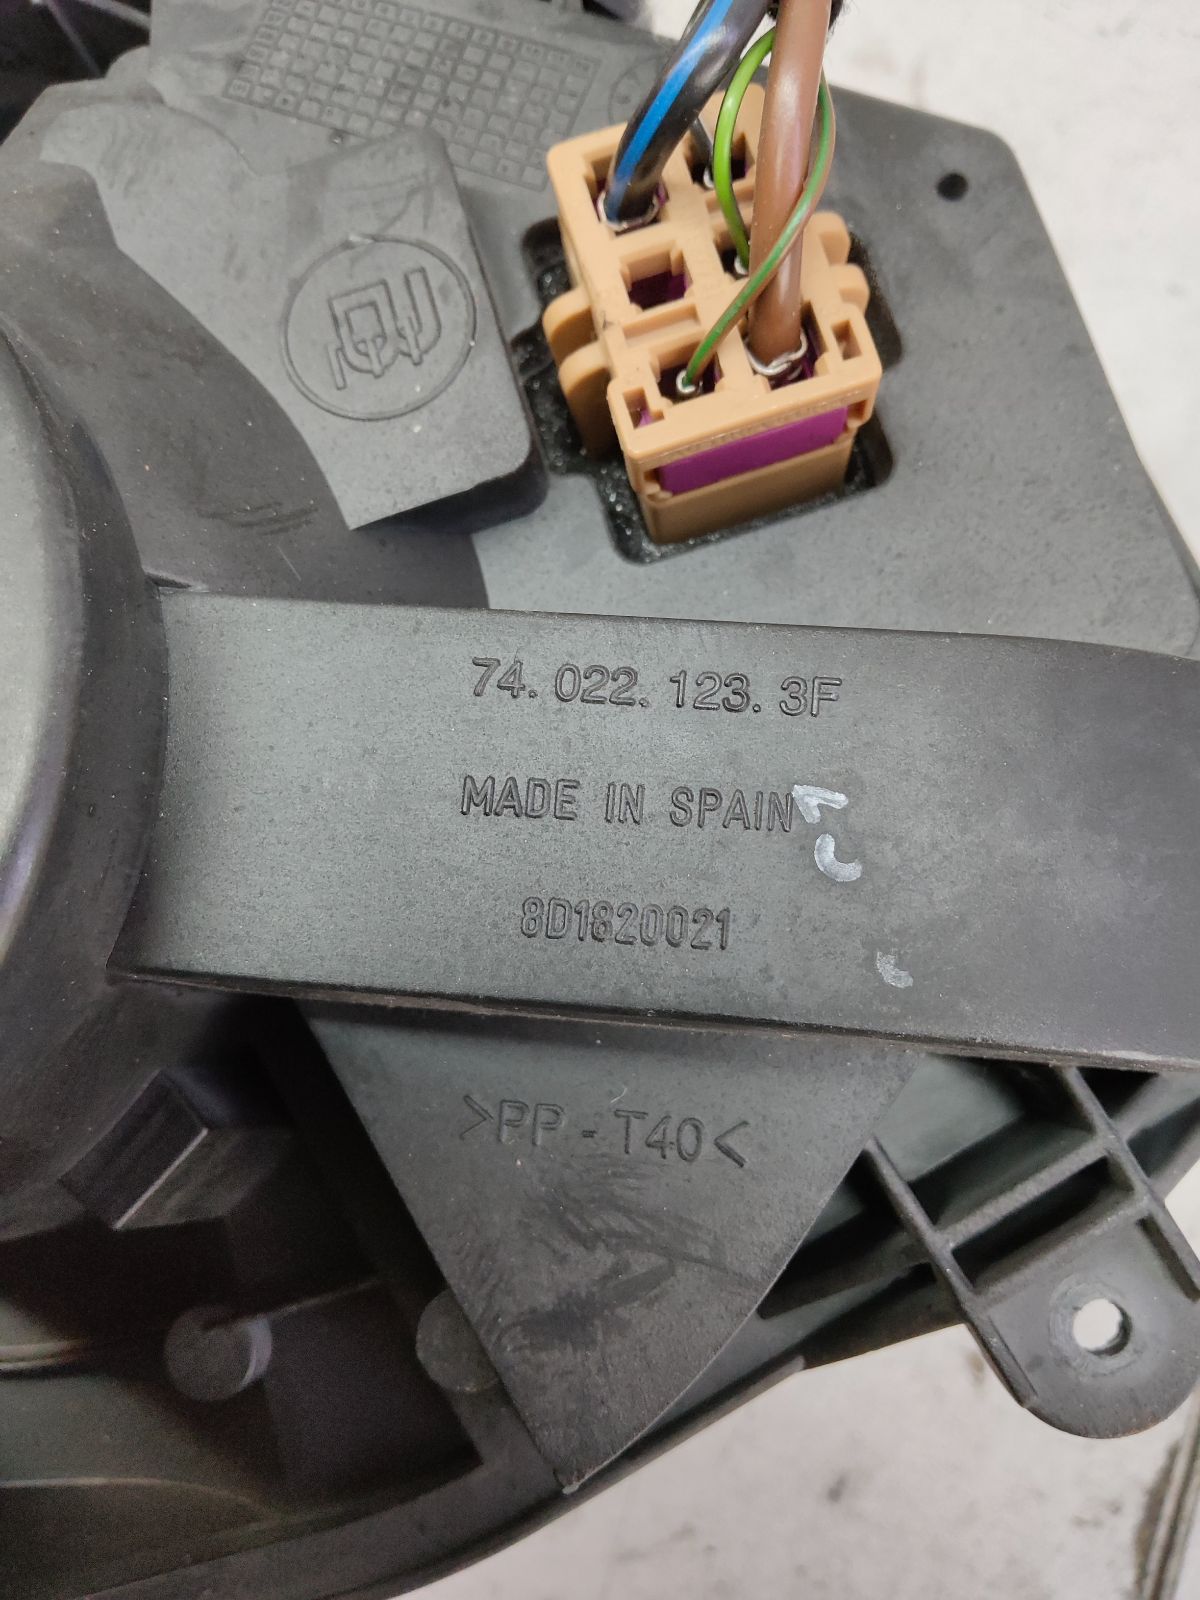 74. 022. 123. 3F
MADE IN SPAIN
8D1820021
>PP - T40<